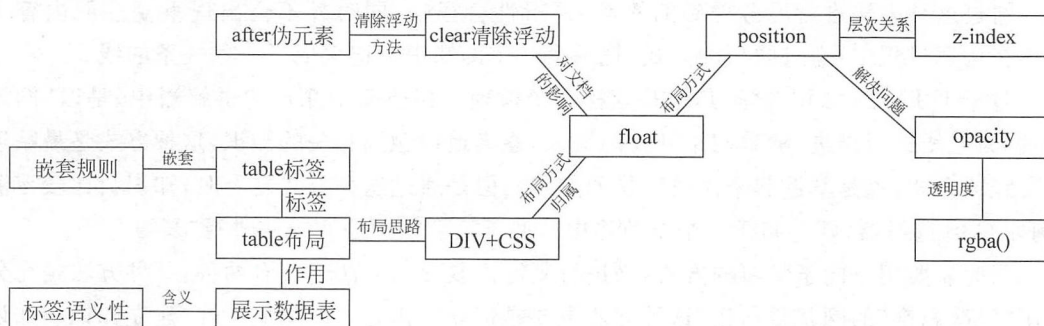 after伪元素
清除浮动
方法
clear清除浮动
position
层次关系
z-index
对文档
的影响
布局方式
解决问题
float
opacity
嵌套规则
嵌套
table标签
布局方式
归属
透明度
标签
table布局
布局思路
DIV+CSS
rgba()
作用
标签语义性
含义
展示数据表